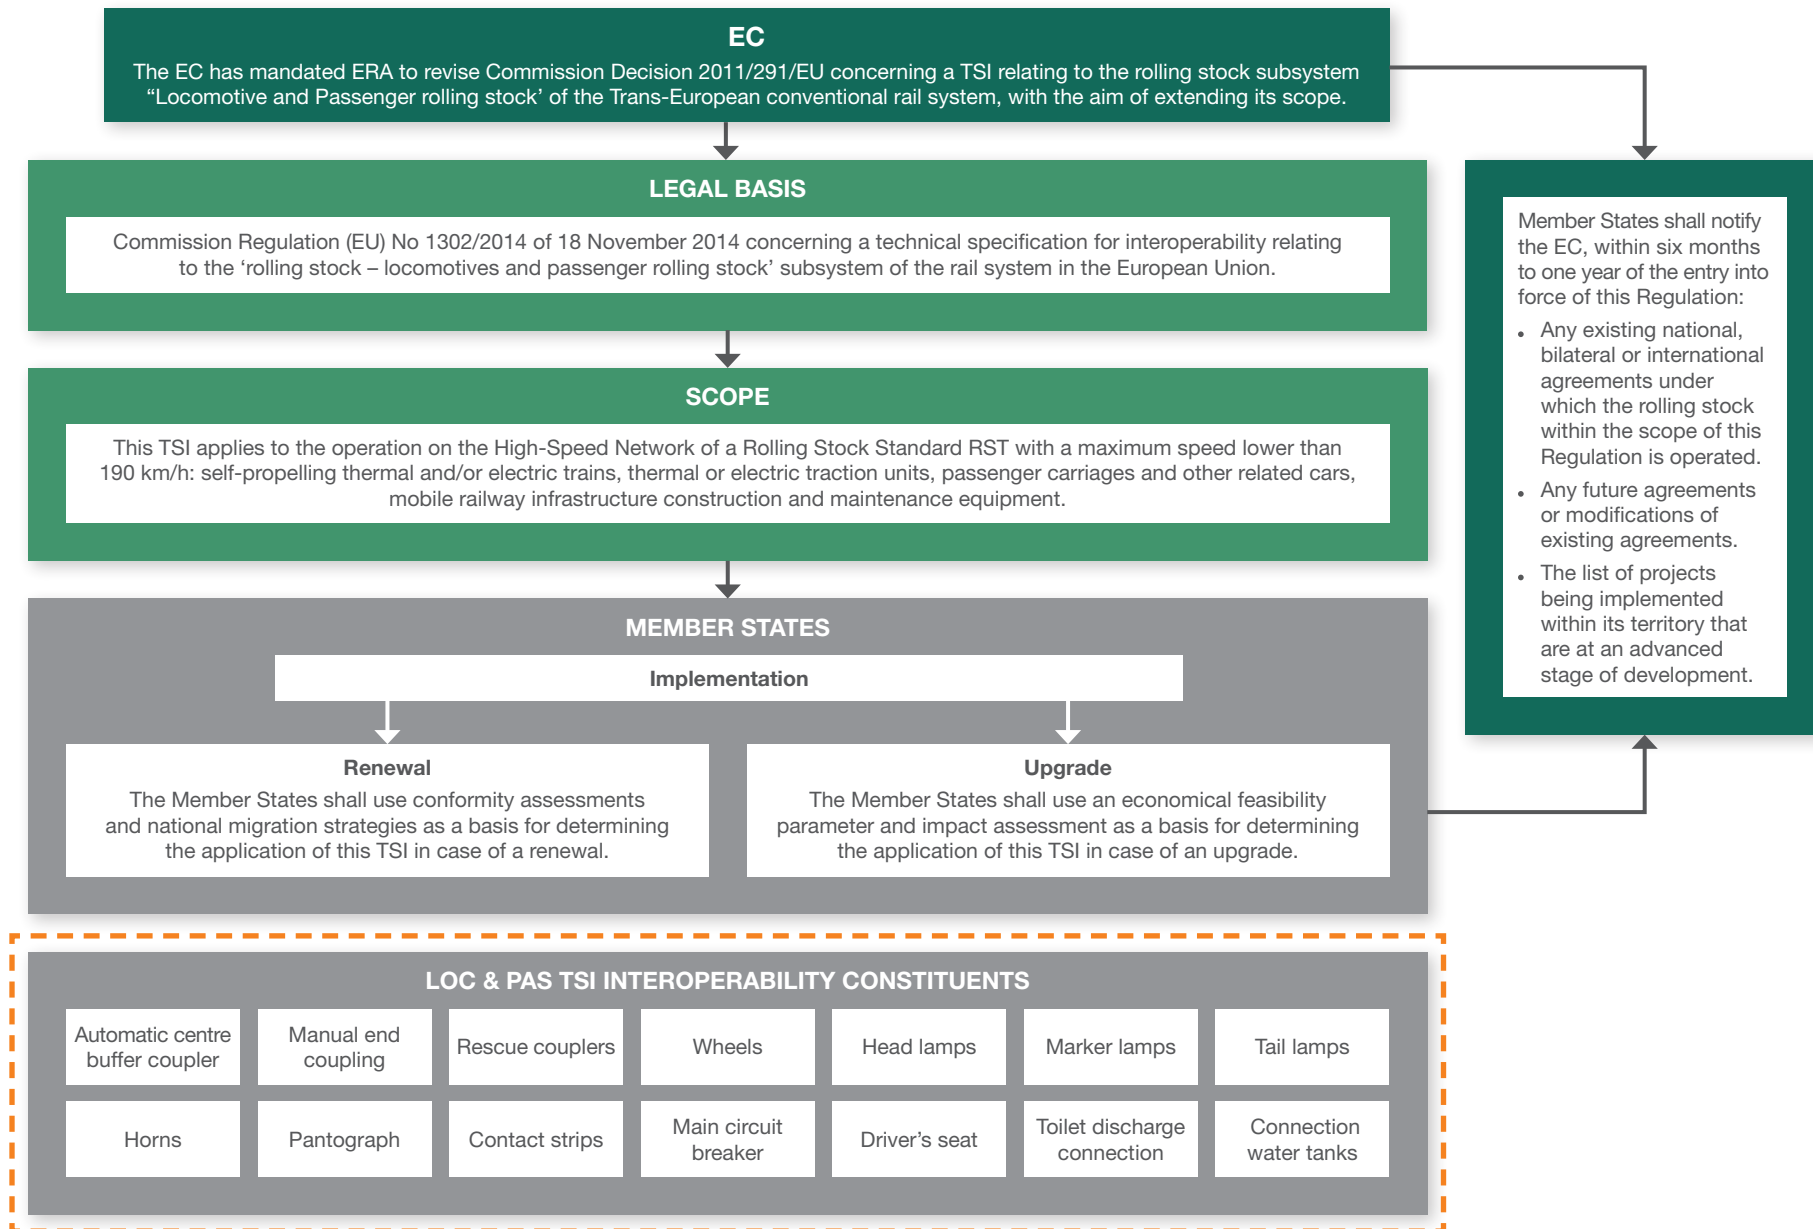 EC
The EC has mandated ERA to revise Commission Decision 2011/291/EU concerning a TSI relating to the rolling stock subsystem
“Locomotive and Passenger rolling stock’ of the Trans-European conventional rail system, with the aim of extending its scope.
LEGAL BASIS
Commission Regulation (EU) No 1302/2014 of 18 November 2014 concerning a technical specification for interoperability relating
to the ‘rolling stock – locomotives and passenger rolling stock’ subsystem of the rail system in the European Union.
SCOPE
This TSI applies to the operation on the High-Speed Network of a Rolling Stock Standard RST with a maximum speed lower than
190 km/h: self-propelling thermal and/or electric trains, thermal or electric traction units, passenger carriages and other related cars,
mobile railway infrastructure construction and maintenance equipment.
MEMBER STATES
Implementation
Renewal
The Member States shall use conformity assessments
and national migration strategies as a basis for determining
the application of this TSI in case of a renewal.
Upgrade
The Member States shall use an economical feasibility
parameter and impact assessment as a basis for determining
the application of this TSI in case of an upgrade.
Member States shall notify
the EC, within six months
to one year of the entry into
force of this Regulation:
• Any existing national,
bilateral or international
agreements under
which the rolling stock
within the scope of this
Regulation is operated.
• Any future agreements
or modifications of
existing agreements.
• The list of projects
being implemented
within its territory that
are at an advanced
stage of development.
LOC & PAS TSI INTEROPERABILITY CONSTITUENTS
Automatic centre
buffer coupler
Manual end
coupling
Rescue couplers
Wheels
Head lamps
Marker lamps
Tail lamps
Horns
Pantograph
Contact strips
Main circuit
breaker
Driver’s seat
Toilet discharge
connection
Connection
water tanks